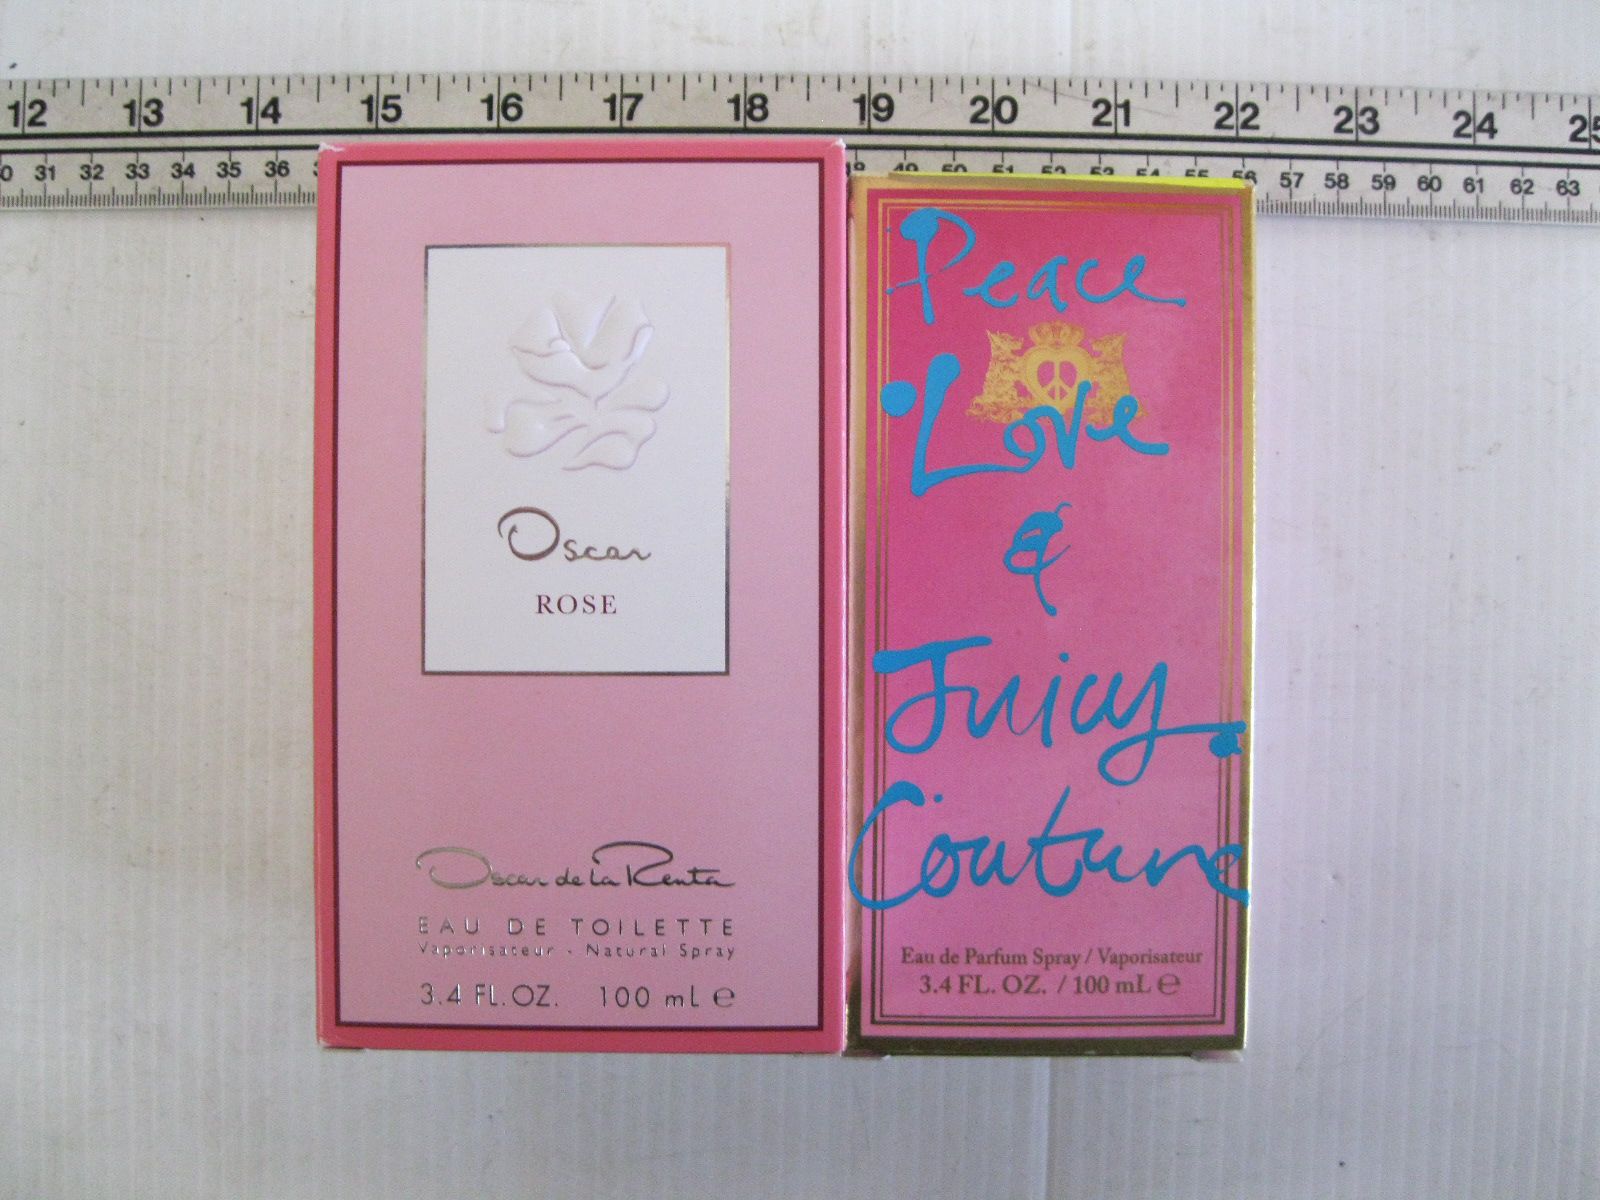 12 13 14 15 16 17 18 19 20 21 22 23 24
31 32 33 34 35 36 57 58 59 60 61 62 63
Oscar
ROSE
Oscar de la Renta
EAU DE TOILETTE
Vaporisateur - Natural Spray
3.4 FL. OZ. 100 mL ℮
Peace
Love
&
Juicy
Couture
Eau de Parfum Spray / Vaporisateur
3.4 FL. OZ. / 100 mL ℮